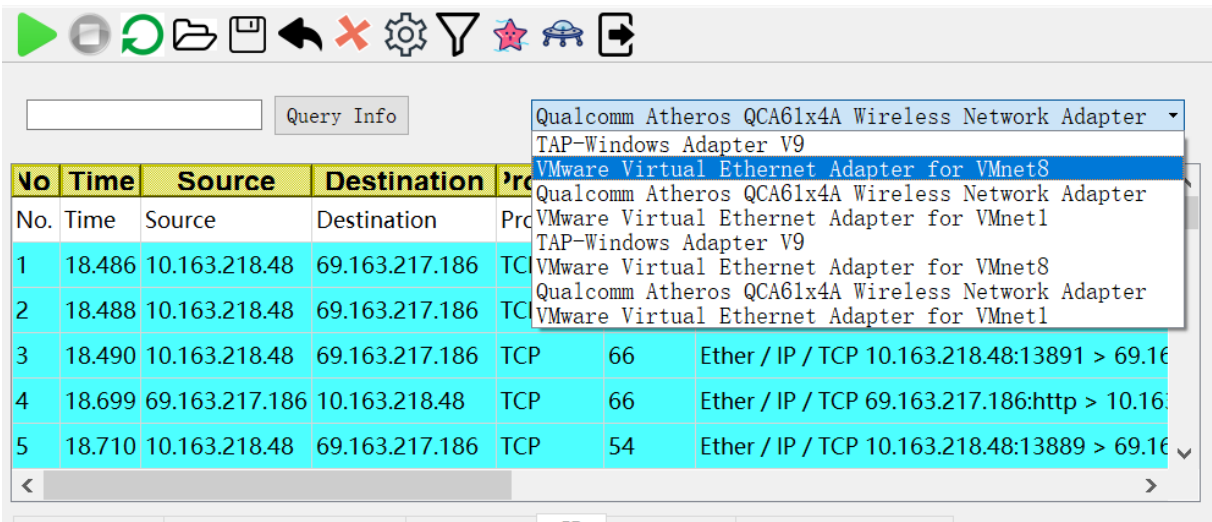 Query Info
Qualcomm Atheros QCA61x4A Wireless Network Adapter
TAP-Windows Adapter V9
VMware Virtual Ethernet Adapter for VMnet8
Qualcomm Atheros QCA61x4A Wireless Network Adapter
VMware Virtual Ethernet Adapter for VMnet1
TAP-Windows Adapter V9
VMware Virtual Ethernet Adapter for VMnet8
Qualcomm Atheros QCA61x4A Wireless Network Adapter
VMware Virtual Ethernet Adapter for VMnet1
No Time Source Destination
No. Time Source Destination
1 18.486 10.163.218.48 69.163.217.186
2 18.488 10.163.218.48 69.163.217.186
3 18.490 10.163.218.48 69.163.217.186 TCP 66 Ether / IP / TCP 10.163.218.48:13891 > 69.16
4 18.699 69.163.217.186 10.163.218.48 TCP 66 Ether / IP / TCP 69.163.217.186:http > 10.16
5 18.710 10.163.218.48 69.163.217.186 TCP 54 Ether / IP / TCP 10.163.218.48:13889 > 69.16